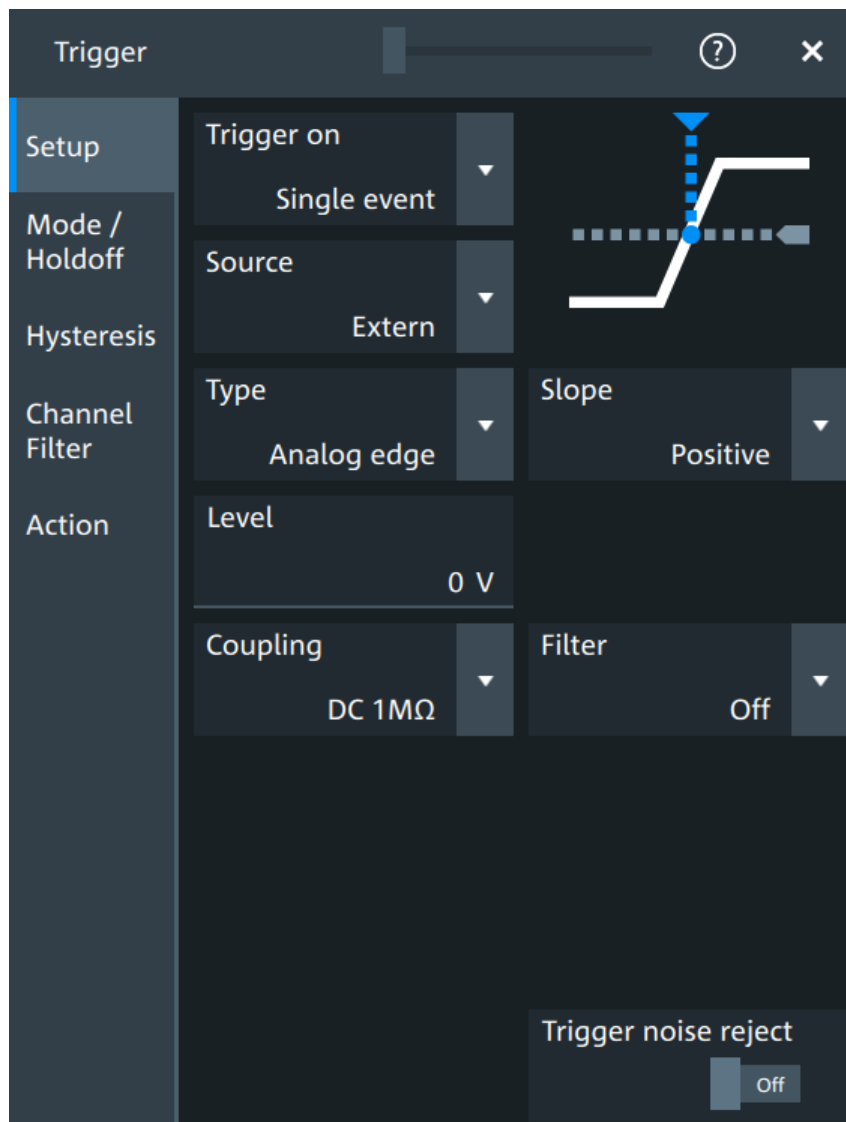 Trigger
?
Setup
Mode /
Holdoff
Hysteresis
Channel
Filter
Action
Trigger on
Single event
Source
Extern
Type
Analog edge
Slope
Positive
Level
0 V
Coupling
DC 1MΩ
Filter
Off
Trigger noise reject
Off